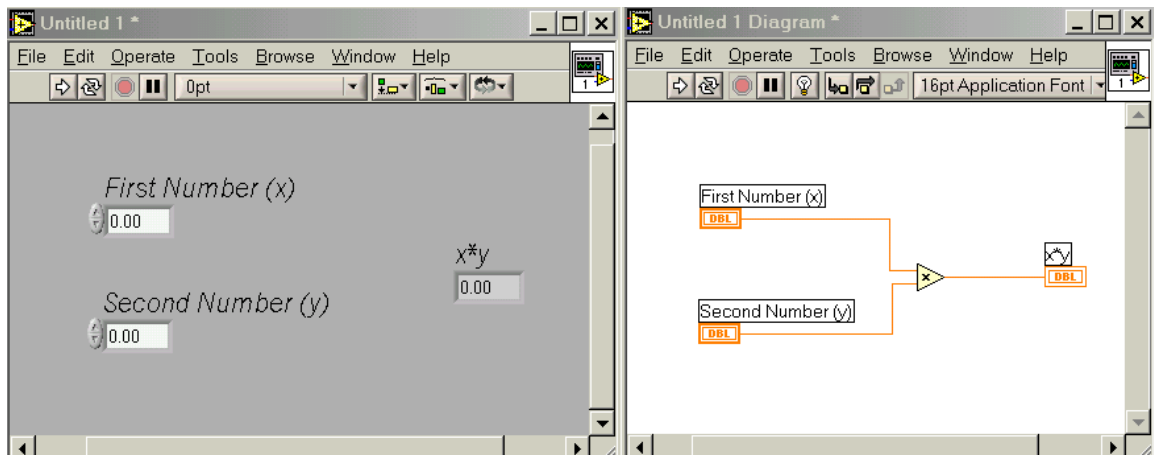 Untitled 1 *
File Edit Operate Tools Browse Window Help
0pt
1
First Number (x)
0.00
x*y
0.00
Second Number (y)
0.00
Untitled 1 Diagram *
File Edit Operate Tools Browse Window Help
16pt Application Font
1
First Number (x)
DBL
x*y
DBL
Second Number (y)
DBL